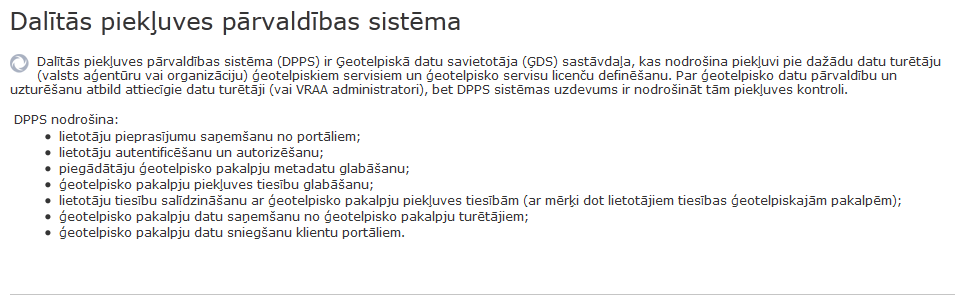 Dalītās piekļuves pārvaldības sistēma
Dalītās piekļuves pārvaldības sistēma (DPPS) ir Ģeotelpiskā datu savietotāja (ĢDS) sastāvdaļa, kas nodrošina piekļuvi pie dažādu datu turētāju
(valsts aģentūru vai organizāciju) ģeotelpiskiem servisiem un ģeotelpisko servisu licenču definēšanu. Par ģeotelpisko datu pārvaldību un
uzturēšanu atbild attiecīgie datu turētāji (vai VRAA administratori), bet DPPS sistēmas uzdevums ir nodrošināt tām piekļuves kontroli.
DPPS nodrošina:
• lietotāju pieprasījumu saņemšanu no portāliem;
• lietotāju autentificēšanu un autorizēšanu;
• piegādātāju ģeotelpisko pakalpju metadatu glabāšanu;
• ģeotelpisko pakalpju piekļuves tiesību glabāšanu;
• lietotāju tiesību salīdzināšanu ar ģeotelpisko pakalpju piekļuves tiesībām (ar mērķi dot lietotājiem tiesības ģeotelpiskajām pakalpēm);
• ģeotelpisko pakalpju datu saņemšanu no ģeotelpisko pakalpju turētājiem;
• ģeotelpisko pakalpju datu sniegšanu klientu portāliem.